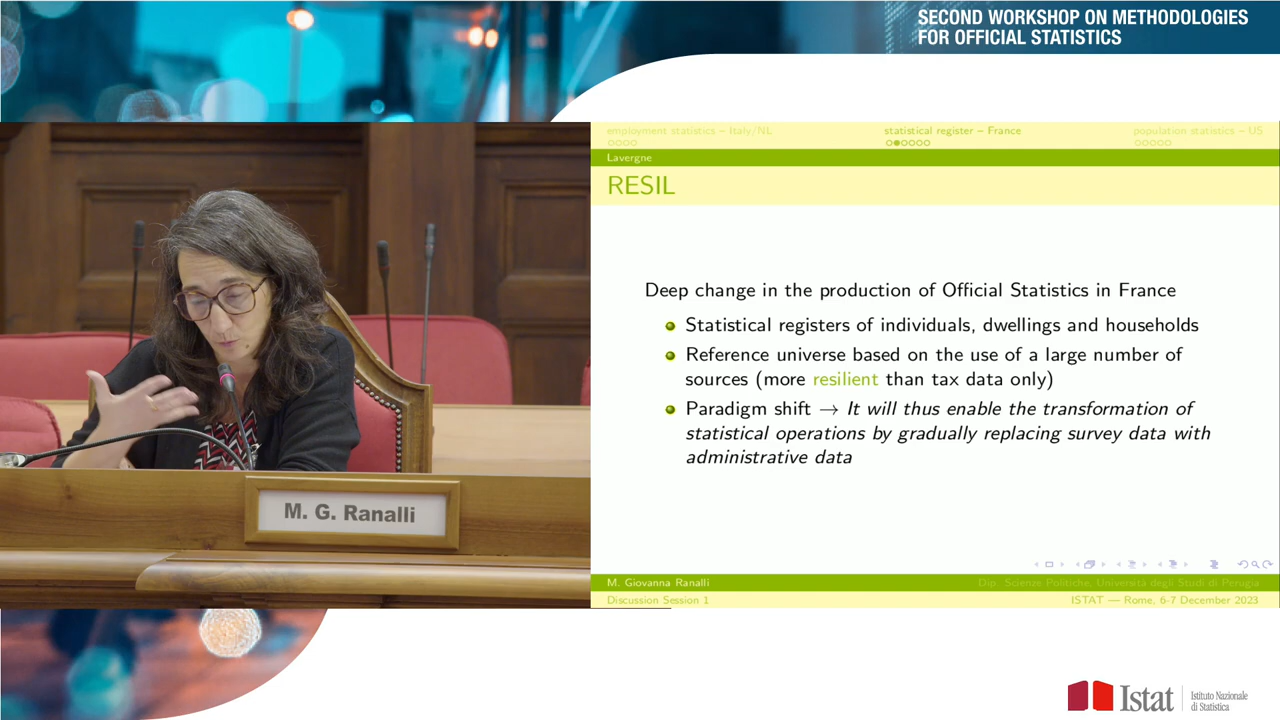 SECOND WORKSHOP ON METHODOLOGIES
FOR OFFICIAL STATISTICS
employment statistics – Italy/NL
statistical register – France
population statistics – US
Lavergne
RESIL
Deep change in the production of Official Statistics in France
Statistical registers of individuals, dwellings and households
Reference universe based on the use of a large number of
sources (more resilient than tax data only)
Paradigm shift → It will thus enable the transformation of
statistical operations by gradually replacing survey data with
administrative data
M. G. Ranalli
M. Giovanna Ranalli
Dip. Scienze Politiche, Università degli Studi di Perugia
Discussion Session 1
ISTAT — Rome, 6-7 December 2023
Istat
Istituto Nazionale
di Statistica